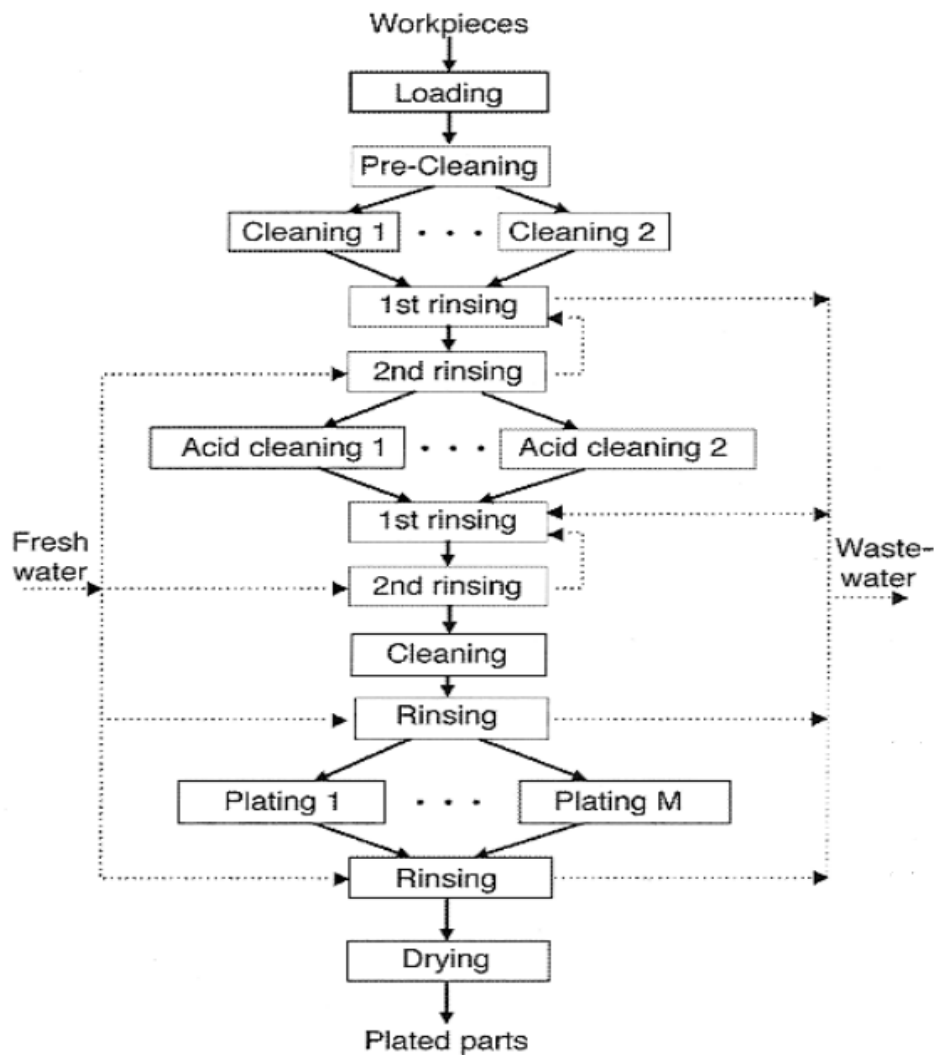 Workpieces
Loading
Pre-Cleaning
Cleaning 1 · · · Cleaning 2
1st rinsing
2nd rinsing
Acid cleaning 1 · · · Acid cleaning 2
1st rinsing
Fresh
water
Waste-
water
2nd rinsing
Cleaning
Rinsing
Plating 1 · · · Plating M
Rinsing
Drying
Plated parts